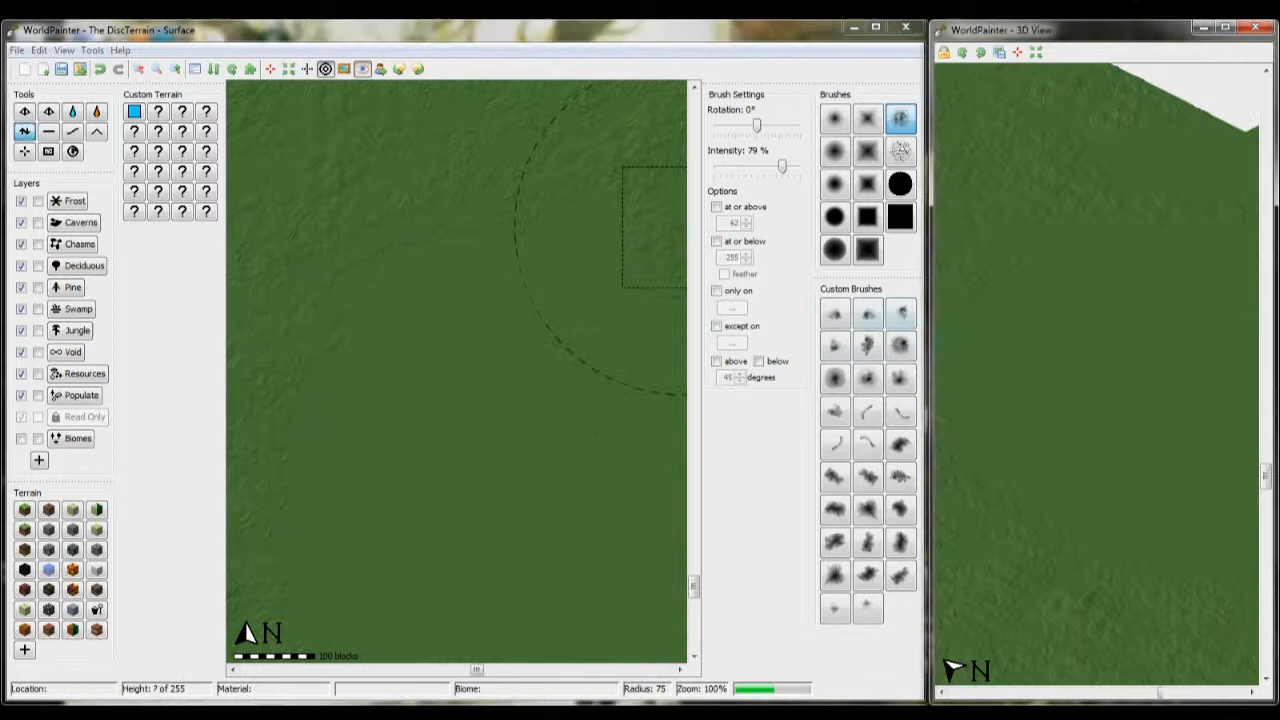 WorldPainter - The DiscTerrain - Surface
File Edit View Tools Help
Tools
Custom Terrain
? ? ?
? ? ? ?
? ? ? ?
? ? ? ?
? ? ? ?
? ? ? ?
Layers
Frost
Caverns
Chasms
Deciduous
Pine
Swamp
Jungle
Void
Resources
Populate
Read Only
Biomes
+
Terrain
+
N
100 blocks
Brush Settings
Rotation: 0°
Intensity: 79 %
Options
at or above
62
at or below
255
feather
only on
...
except on
...
above below
45 degrees
Brushes
Custom Brushes
Location: Height: ? of 255 Material: Biome: Radius: 75 Zoom: 100%
WorldPainter - 3D View
N